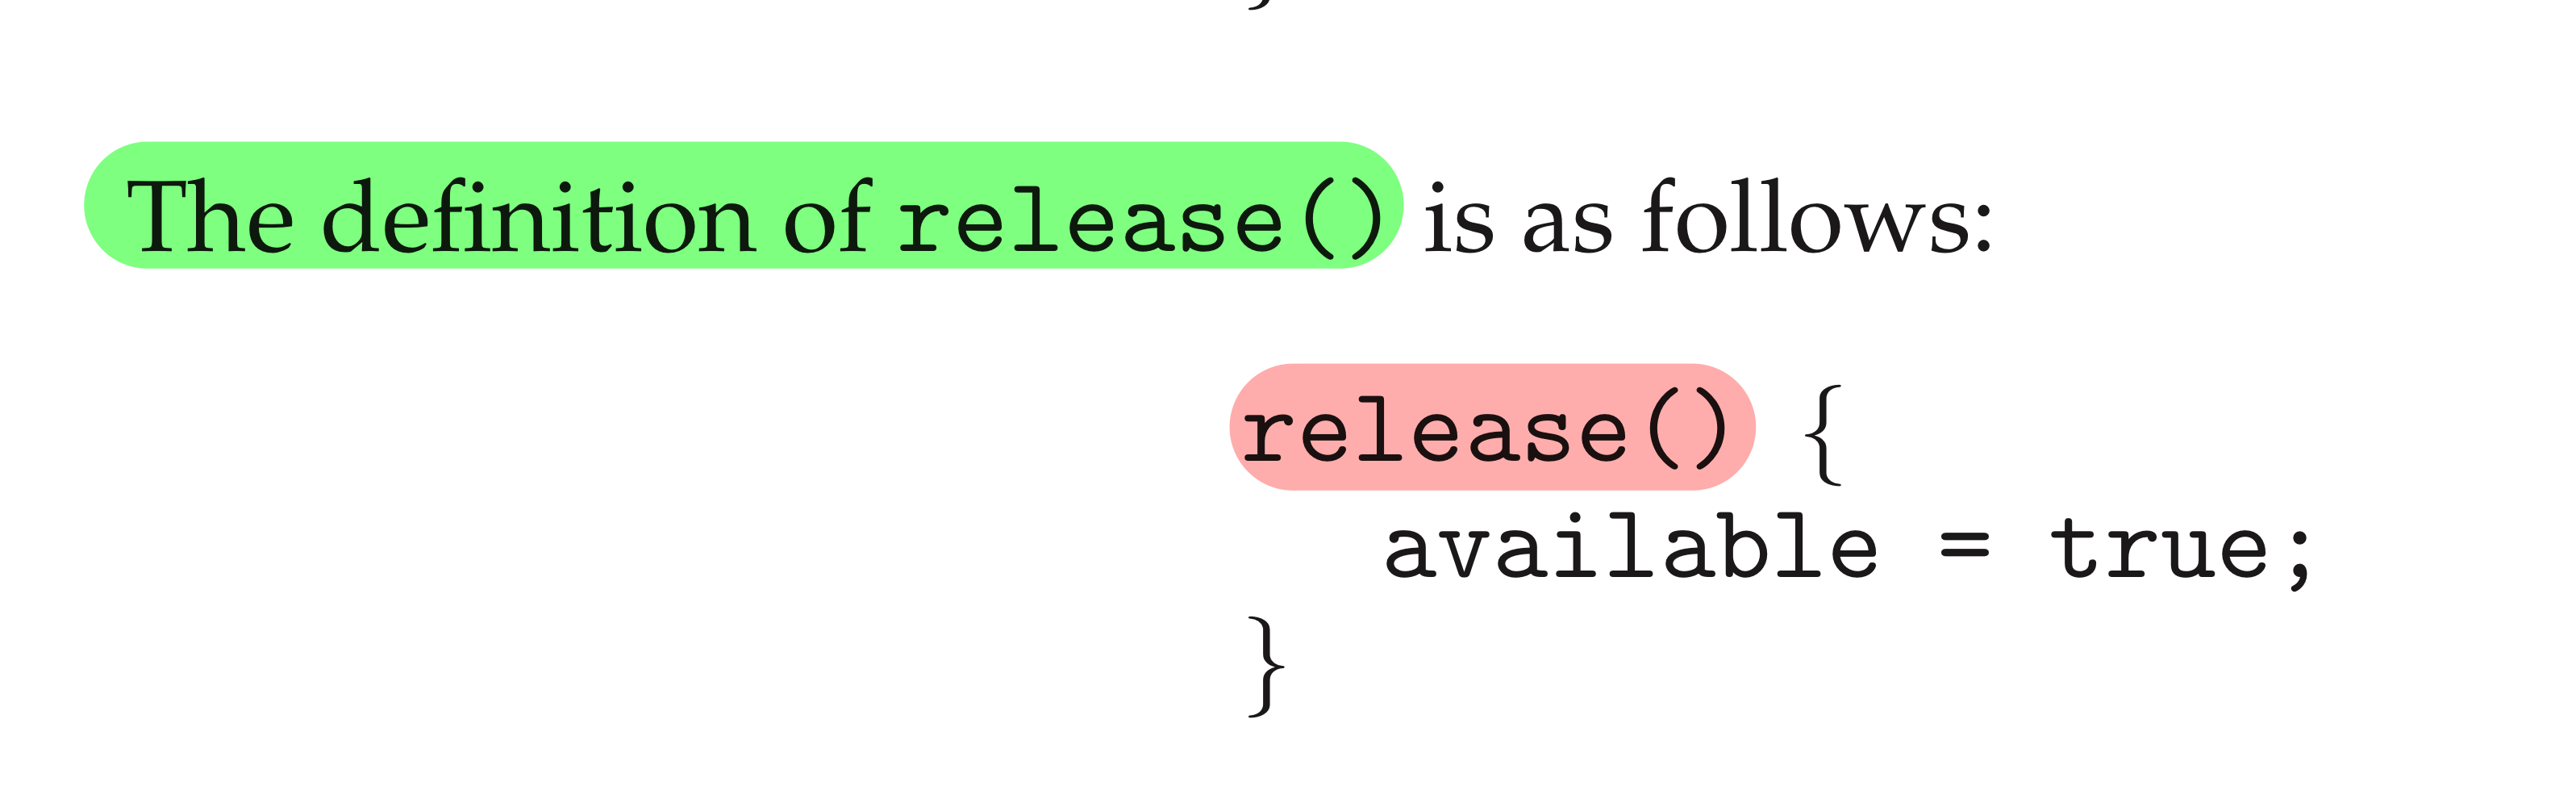 }
The definition of release() is as follows:
release() {
available = true;
}